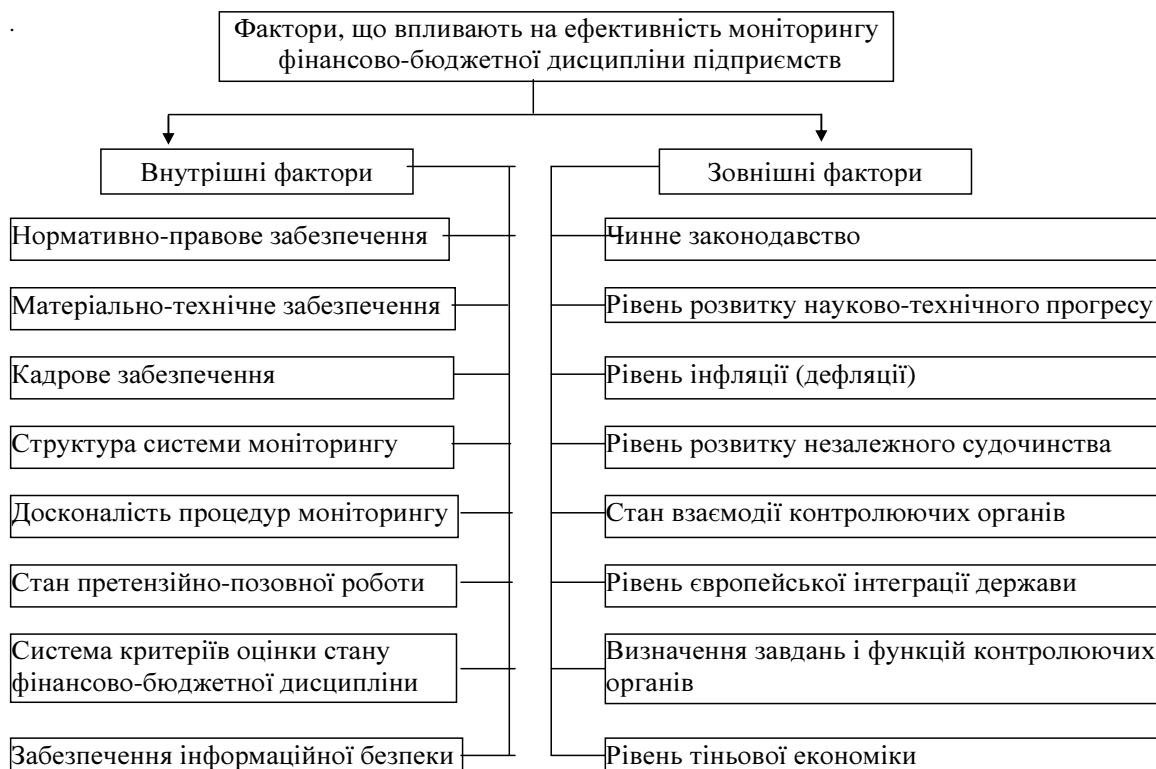 Фактори, що впливають на ефективність моніторингу
фінансово-бюджетної дисципліни підприємств
Внутрішні фактори
Нормативно-правове забезпечення
Матеріально-технічне забезпечення
Кадрове забезпечення
Структура системи моніторингу
Досконалість процедур моніторингу
Стан претензійно-позовної роботи
Система критеріїв оцінки стану
фінансово-бюджетної дисципліни
Забезпечення інформаційної безпеки
Зовнішні фактори
Чинне законодавство
Рівень розвитку науково-технічного прогресу
Рівень інфляції (дефляції)
Рівень розвитку незалежного судочинства
Стан взаємодії контролюючих органів
Рівень європейської інтеграції держави
Визначення завдань і функцій контролюючих
органів
Рівень тіньової економіки